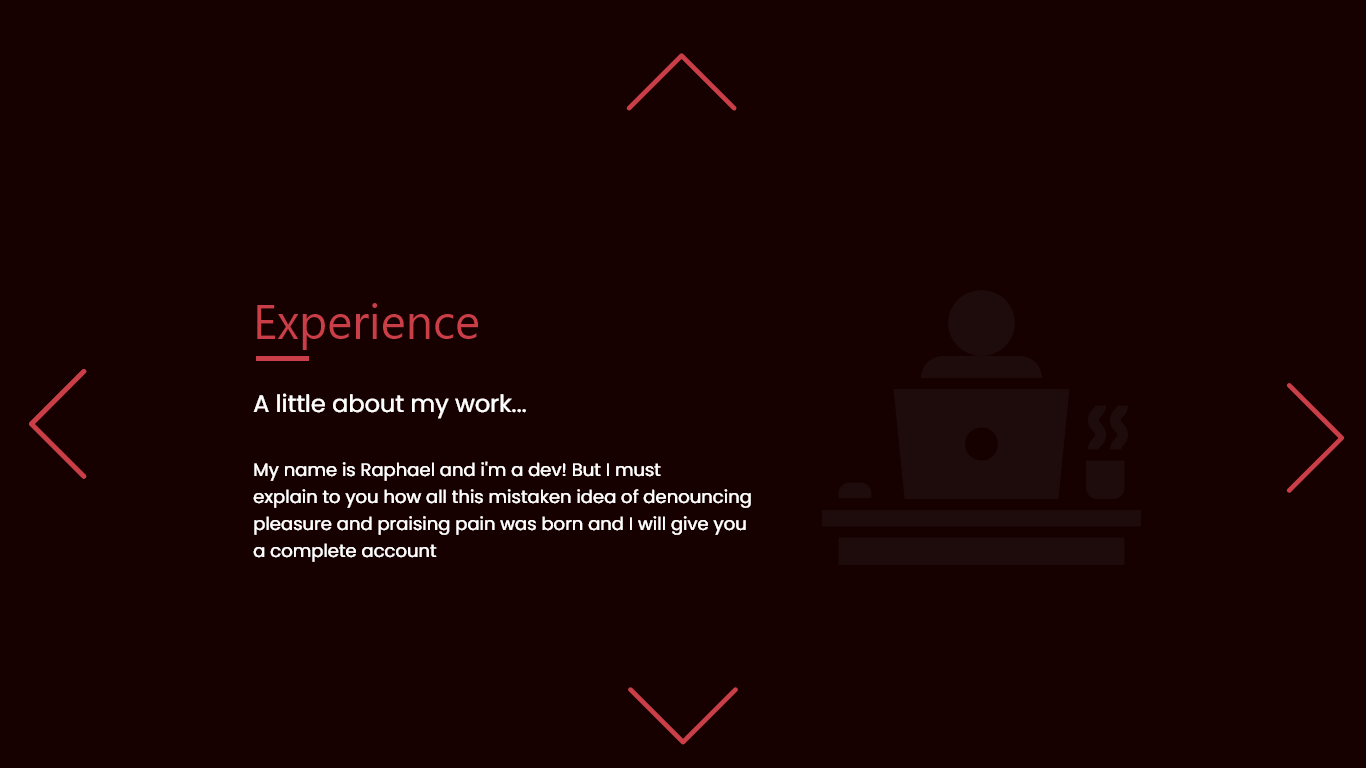 Experience
A little about my work...
My name is Raphael and i'm a dev! But I must
explain to you how all this mistaken idea of denouncing
pleasure and praising pain was born and I will give you
a complete account